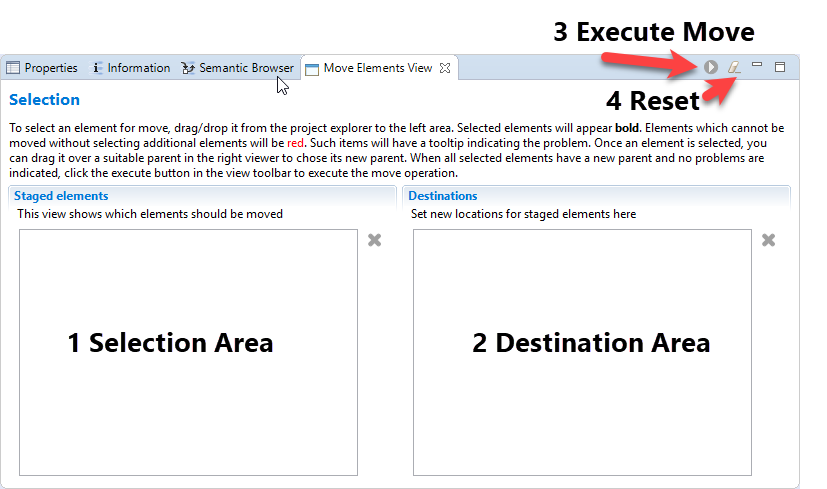 3 Execute Move
Properties Information Semantic Browser Move Elements View
4 Reset
Selection
To select an element for move, drag/drop it from the project explorer to the left area. Selected elements will appear bold. Elements which cannot be
moved without selecting additional elements will be red. Such items will have a tooltip indicating the problem. Once an element is selected, you
can drag it over a suitable parent in the right viewer to chose its new parent. When all selected elements have a new parent and no problems are
indicated, click the execute button in the view toolbar to execute the move operation.
Staged elements
This view shows which elements should be moved
1 Selection Area
Destinations
Set new locations for staged elements here
2 Destination Area